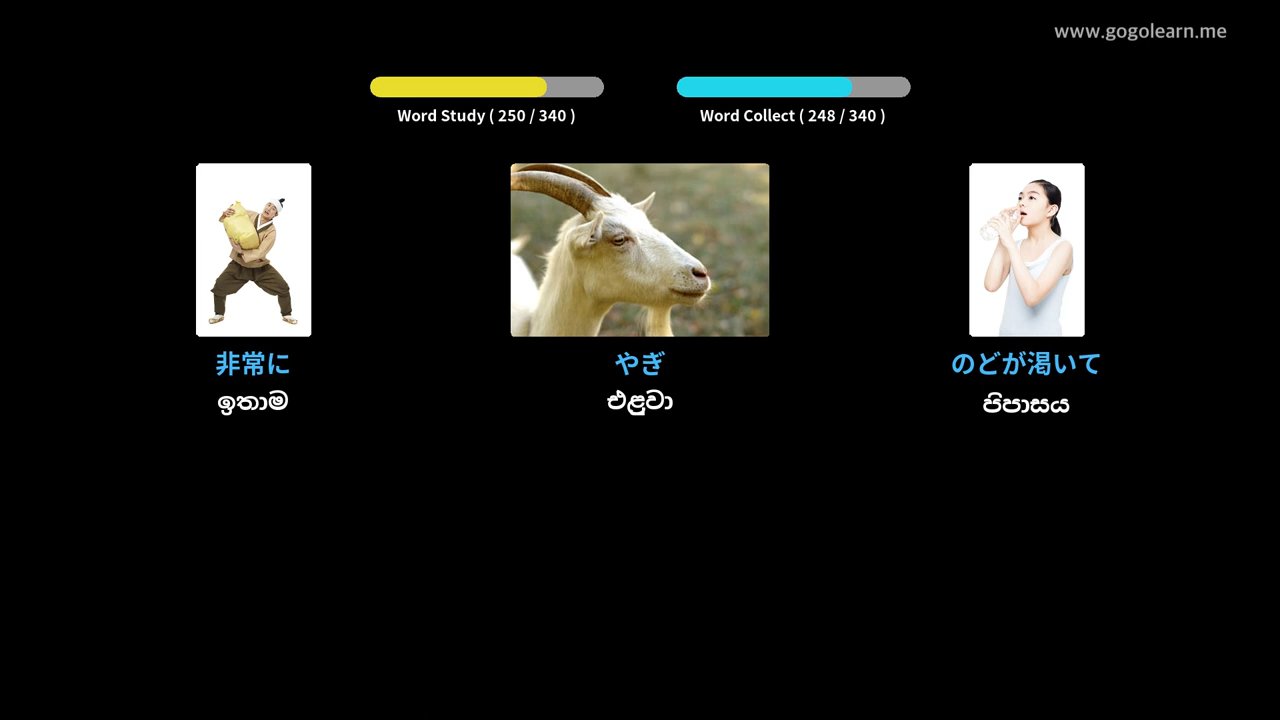 www.gogolearn.me
Word Study ( 250 / 340 )
Word Collect ( 248 / 340 )
非常に
ඉතාම
やぎ
එළුවා
のどが渇いて
පිපාසය